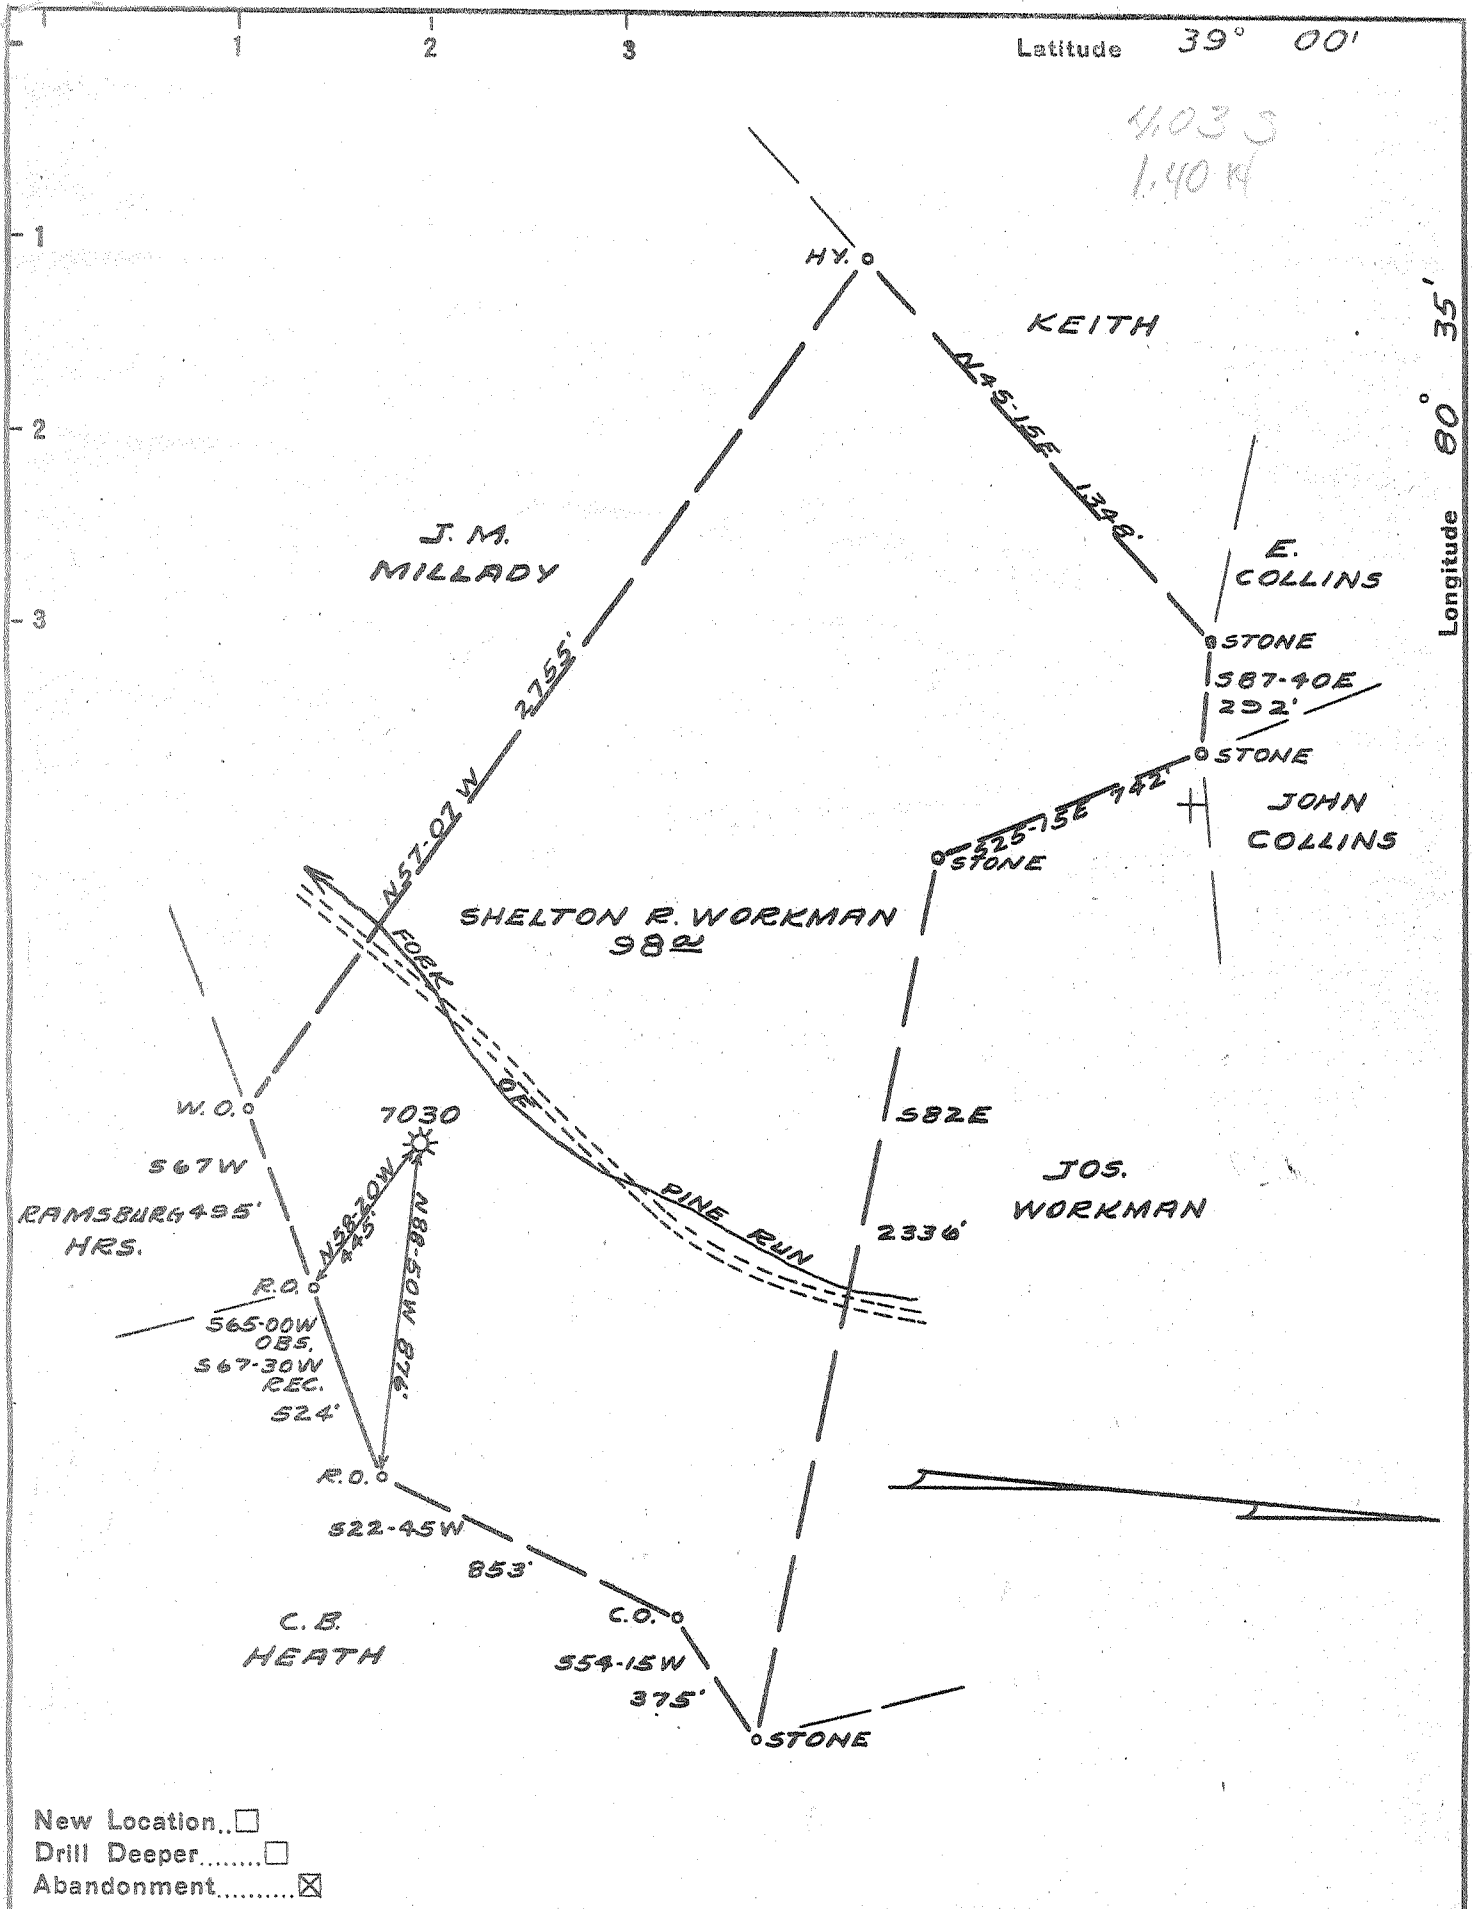 1 2 3 Latitude 39° 00'
4.03 S
1.40 W
1
HY.
KEITH
Longitude 80° 35'
2
N45-15E 1348'
J. M.
MILLADY
E.
COLLINS
3
STONE
2755'
S87-40E
292'
STONE
N57-07W
S25-15E 742'
JOHN
COLLINS
STONE
SHELTON R. WORKMAN
98 a
FORK
OF
PINE RUN
W.O.
7030
S82E
S67W
JOS.
WORKMAN
RAMSBURG 495'
HRS.
N58-20W
445'
N88-50W 876'
2336'
R.O.
S65-00W
OBS.
S67-30W
REC.
524'
R.O.
S22-45W
853'
C.O.
C. B.
HEATH
S54-15W
375'
STONE
New Location..
Drill Deeper........
Abandonment..........